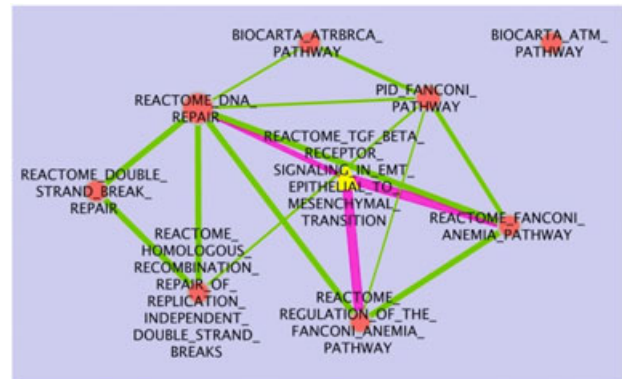 BIOCARTA_ATRBRCA_
PATHWAY
BIOCARTA_ATM_
PATHWAY
PID_FANCONI_
PATHWAY
REACTOME_DNA_
REPAIR
REACTOME_TGF_BETA_
RECEPTOR_
SIGNALING_IN_EMT_
EPITHELIAL_TO_
MESENCHYMAL_
TRANSITION
REACTOME_DOUBLE_
STRAND_BREAK_
REPAIR
REACTOME_FANCONI_
ANEMIA_PATHWAY
REACTOME_
HOMOLOGOUS_
RECOMBINATION_
REPAIR_OF_
REPLICATION_
INDEPENDENT_
DOUBLE_STRAND_
BREAKS
REACTOME_
REGULATION_OF_THE_
FANCONI_ANEMIA_
PATHWAY